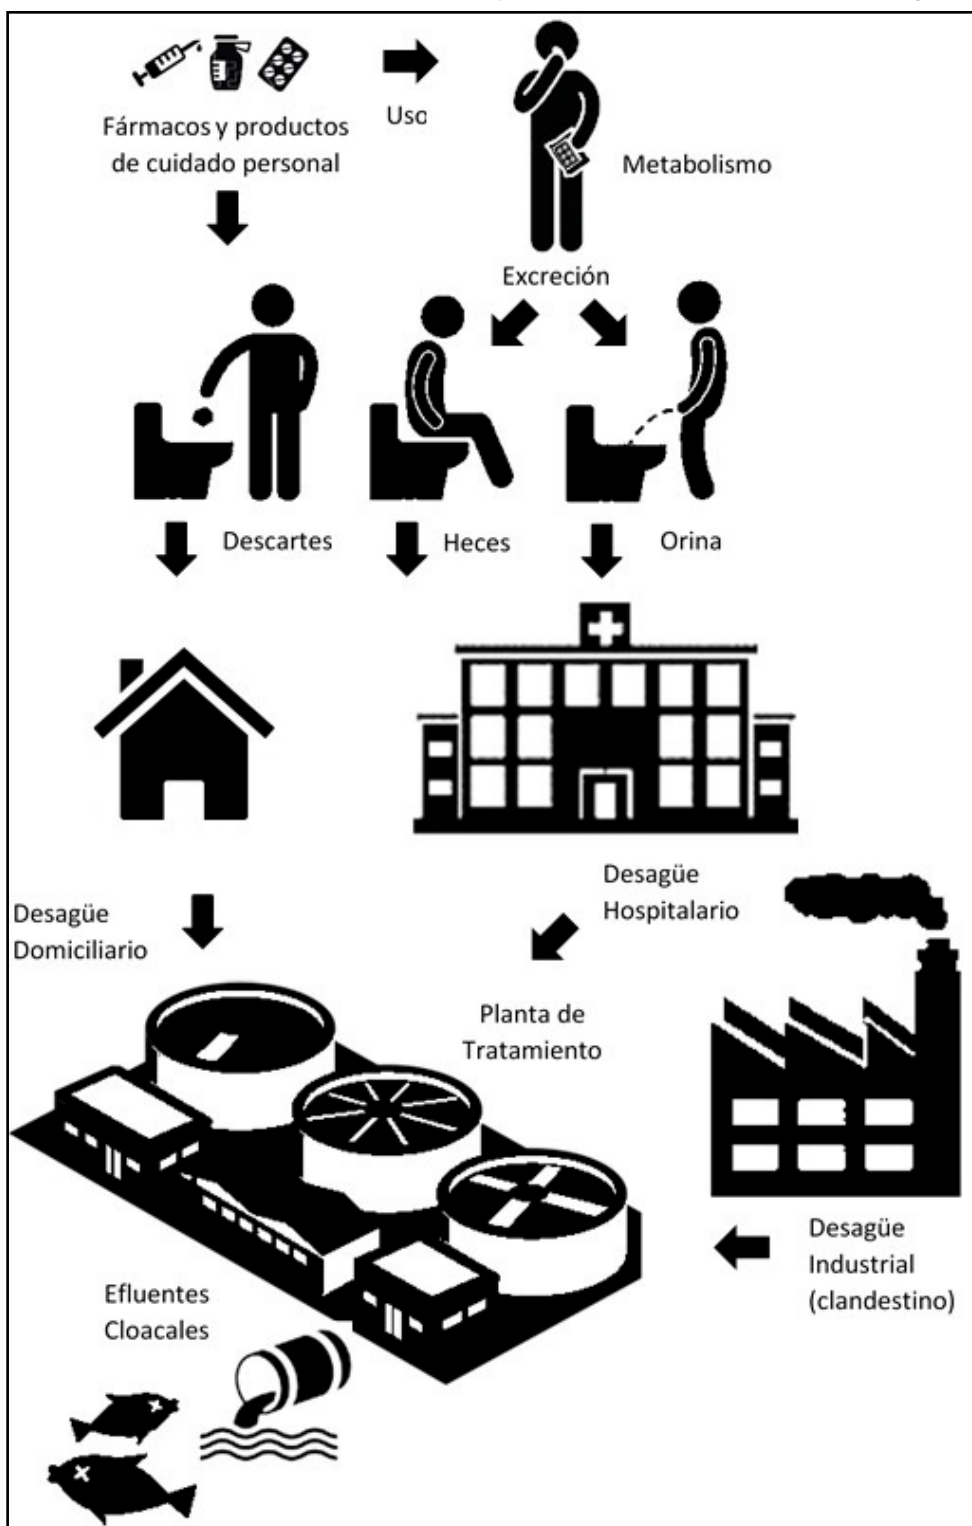 Fármacos y productos
de cuidado personal
Uso
Metabolismo
Excreción
Descartes
Heces
Orina
Desagüe
Hospitalario
Desagüe
Domiciliario
Planta de
Tratamiento
Desagüe
Industrial
(clandestino)
Efluentes
Cloacales